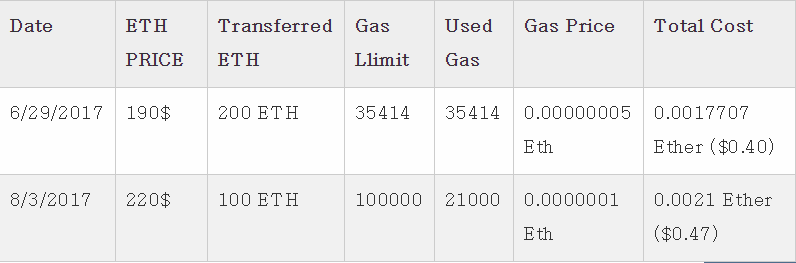 Date ETH PRICE Transferred ETH Gas Llimit Used Gas Gas Price Total Cost
6/29/2017 190$ 200 ETH 35414 35414 0.00000005 Eth 0.0017707 Ether ($0.40)
8/3/2017 220$ 100 ETH 100000 21000 0.0000001 Eth 0.0021 Ether ($0.47)